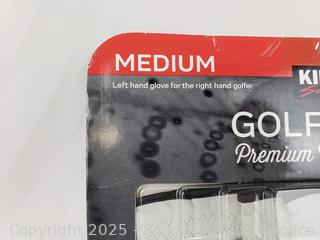 MEDIUM
Left hand glove for the right hand golfer
GOLF
Premium
Copyright 2025